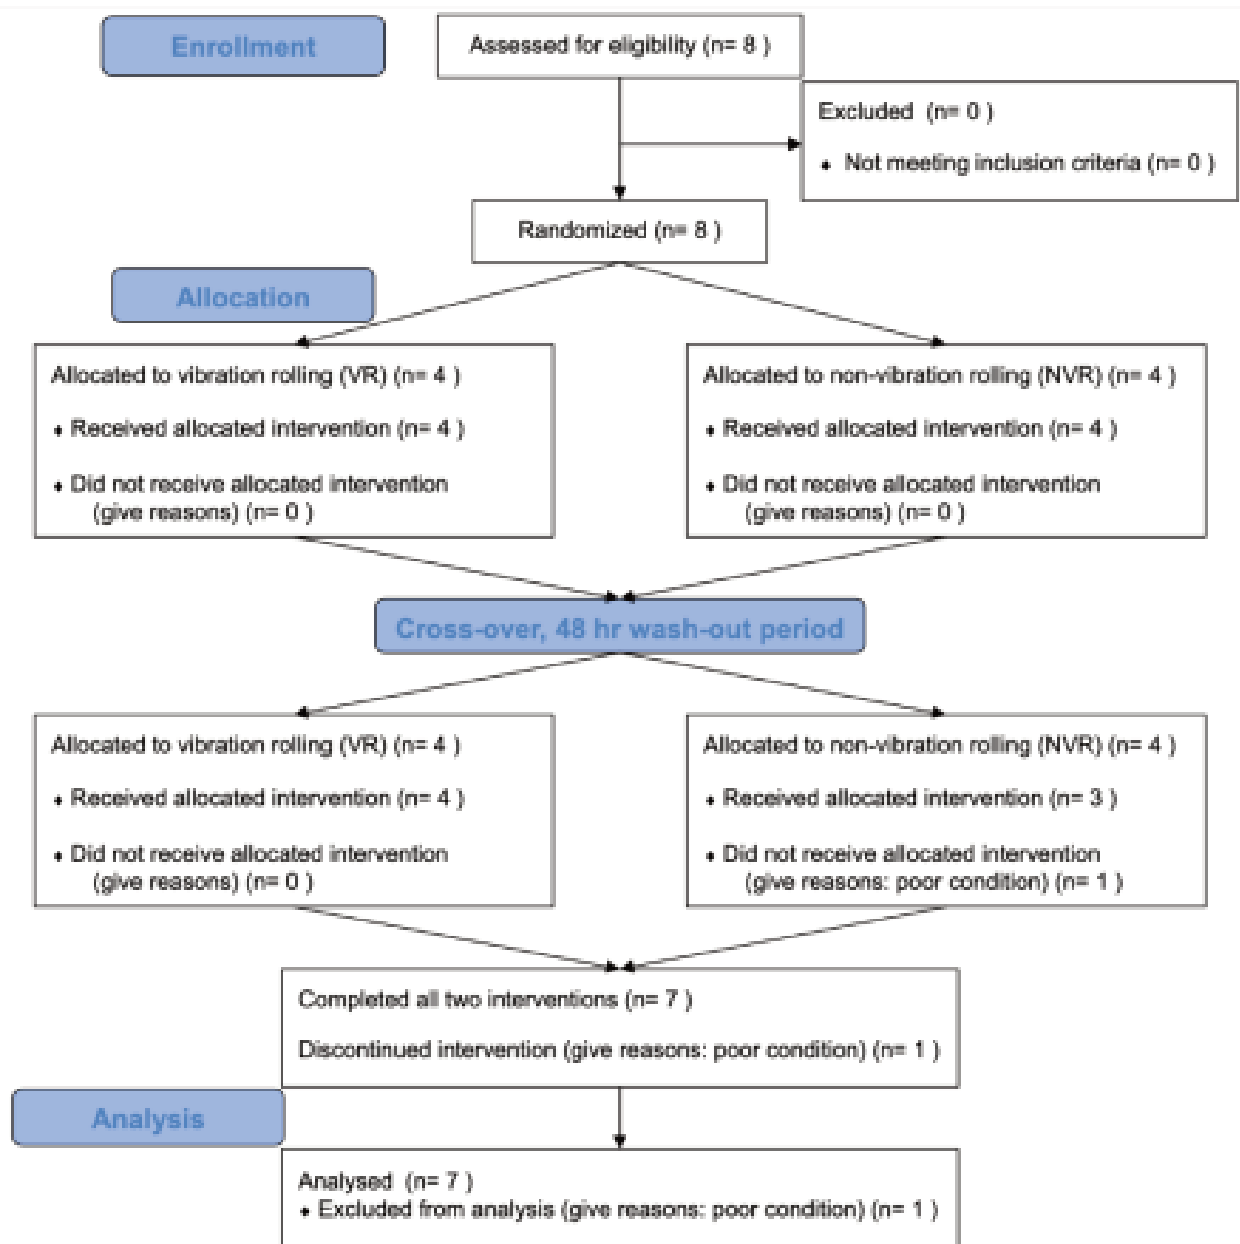 Enrollment
Assessed for eligibility (n= 8 )
Excluded (n= 0 )
♦ Not meeting inclusion criteria (n= 0 )
Randomized (n= 8 )
Allocation
Allocated to vibration rolling (VR) (n= 4 )
♦ Received allocated intervention (n= 4 )
♦ Did not receive allocated intervention
(give reasons) (n= 0 )
Allocated to non-vibration rolling (NVR) (n= 4 )
♦ Received allocated intervention (n= 4 )
♦ Did not receive allocated intervention
(give reasons) (n= 0 )
Cross-over, 48 hr wash-out period
Allocated to vibration rolling (VR) (n= 4 )
♦ Received allocated intervention (n= 4 )
♦ Did not receive allocated intervention
(give reasons) (n= 0 )
Allocated to non-vibration rolling (NVR) (n= 4 )
♦ Received allocated intervention (n= 3 )
♦ Did not receive allocated intervention
(give reasons: poor condition) (n= 1 )
Completed all two interventions (n= 7 )
Discontinued intervention (give reasons: poor condition) (n= 1 )
Analysis
Analysed (n= 7 )
♦ Excluded from analysis (give reasons: poor condition) (n= 1 )